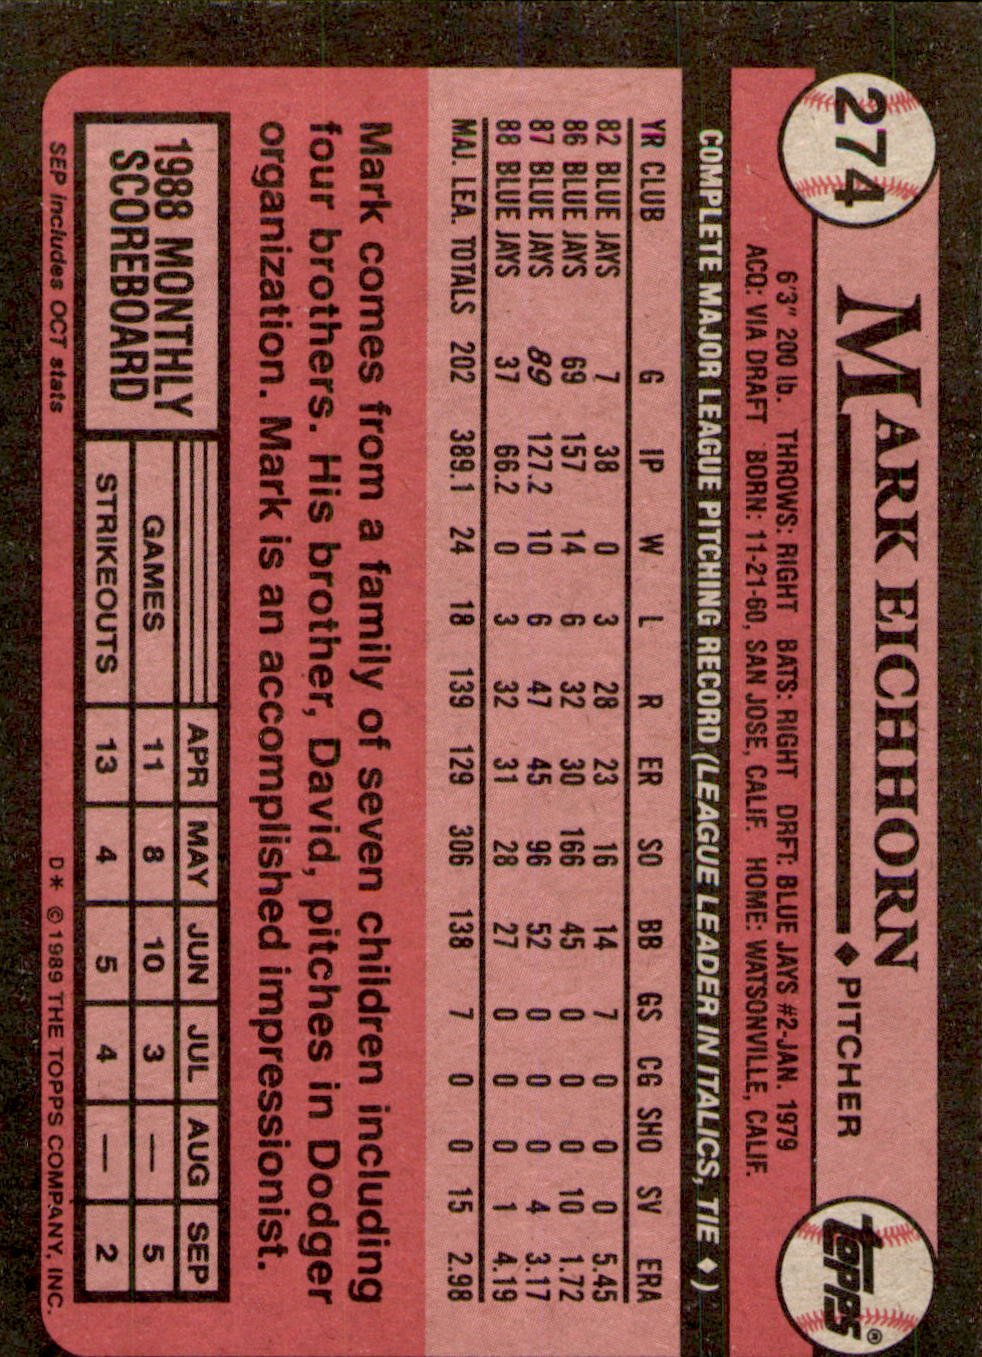 274
MARK EICHHORN ◆ PITCHER
topps®
6'3" 200 lb. THROWS: RIGHT BATS: RIGHT DRFT: BLUE JAYS #2-JAN. 1979
ACQ: VIA DRAFT BORN: 11-21-60, SAN JOSE, CALIF. HOME: WATSONVILLE, CALIF.
COMPLETE MAJOR LEAGUE PITCHING RECORD (LEAGUE LEADER IN ITALICS, TIE ◆)
YR CLUB G IP W L R ER SO BB GS CG SHO SV ERA
82 BLUE JAYS 7 38 0 3 28 23 16 14 7 0 0 0 5.45
86 BLUE JAYS 69 157 14 6 32 30 166 45 0 0 0 10 1.72
87 BLUE JAYS 89 127.2 10 6 47 45 96 52 0 0 0 4 3.17
88 BLUE JAYS 37 66.2 0 3 32 31 28 27 0 0 0 1 4.19
MAJ. LEA. TOTALS 202 389.1 24 18 139 129 306 138 7 0 0 15 2.98
Mark comes from a family of seven children including
four brothers. His brother, David, pitches in Dodger
organization. Mark is an accomplished impressionist.
1988 MONTHLY
SCOREBOARD
APR MAY JUN JUL AUG SEP
GAMES 11 8 10 3 — 5
STRIKEOUTS 13 4 5 4 — 2
SEP includes OCT stats
D* ©1989 THE TOPPS COMPANY, INC.